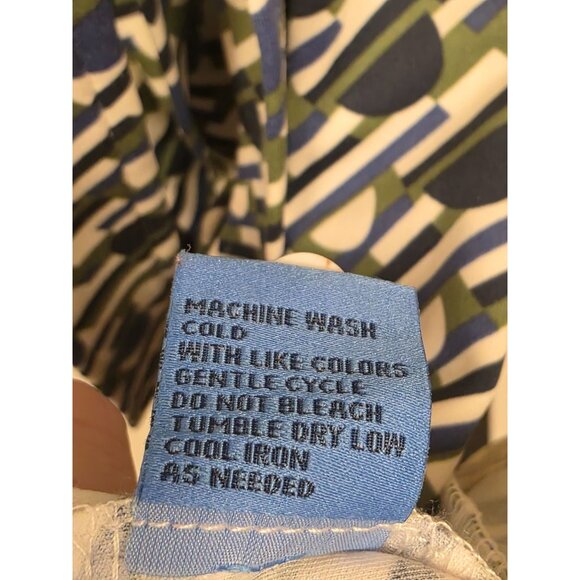 MACHINE WASH
COLD
WITH LIKE COLORS
GENTLE CYCLE
DO NOT BLEACH
TUMBLE DRY LOW
COOL IRON
AS NEEDED